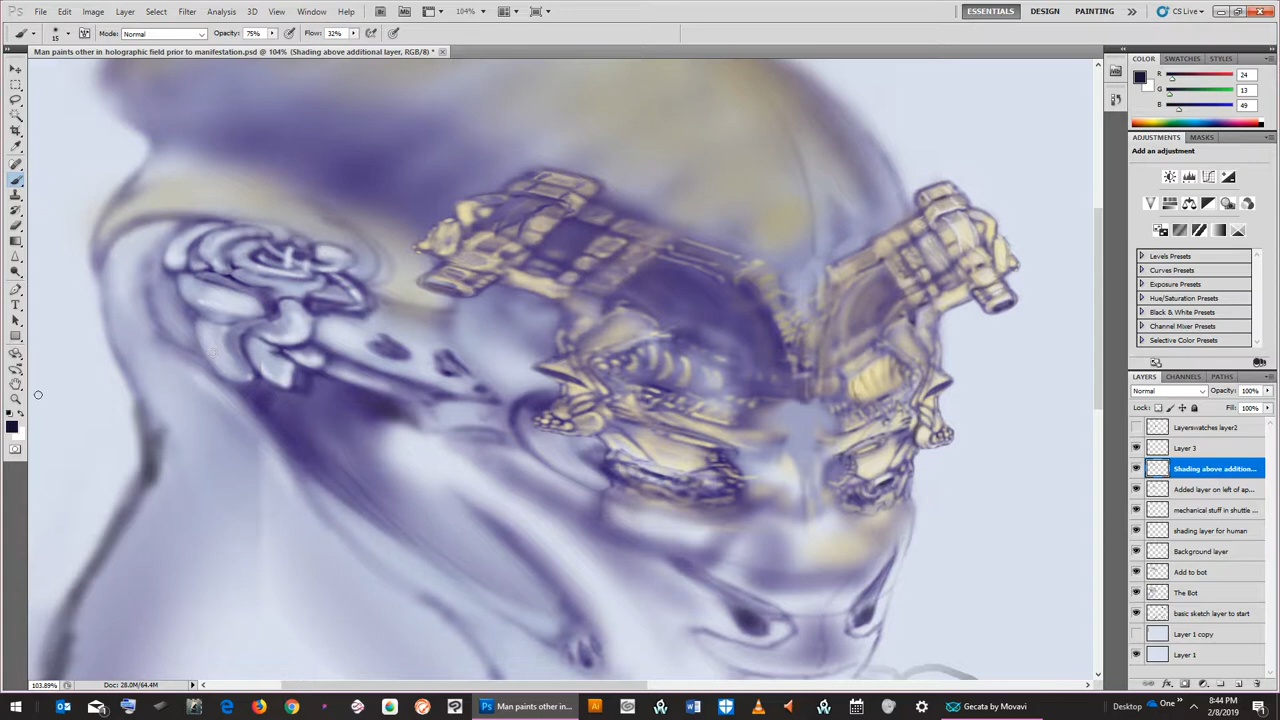 Ps File Edit Image Layer Select Filter Analysis 3D View Window Help Br Mb 104% ESSENTIALS DESIGN PAINTING CS Live
15 Mode: Normal Opacity: 75% Flow: 32%
Man paints other in holographic field prior to manifestation.psd @ 104% (Shading above additional layer, RGB/8) *
COLOR SWATCHES STYLES
R 24
G 13
B 49
ADJUSTMENTS MASKS
Add an adjustment
Levels Presets
Curves Presets
Exposure Presets
Hue/Saturation Presets
Black & White Presets
Channel Mixer Presets
Selective Color Presets
LAYERS CHANNELS PATHS
Normal Opacity: 100%
Lock: Fill: 100%
Layerswatches layer2
Layer 3
Shading above addition...
Added layer on left of ap...
mechanical stuff in shuttle ...
shading layer for human
Background layer
Add to bot
The Bot
basic sketch layer to start
Layer 1 copy
Layer 1
103.89% Doc: 28.0M/64.4M
Man paints other in... Gecata by Movavi Desktop One 8:44 PM
2/8/2019